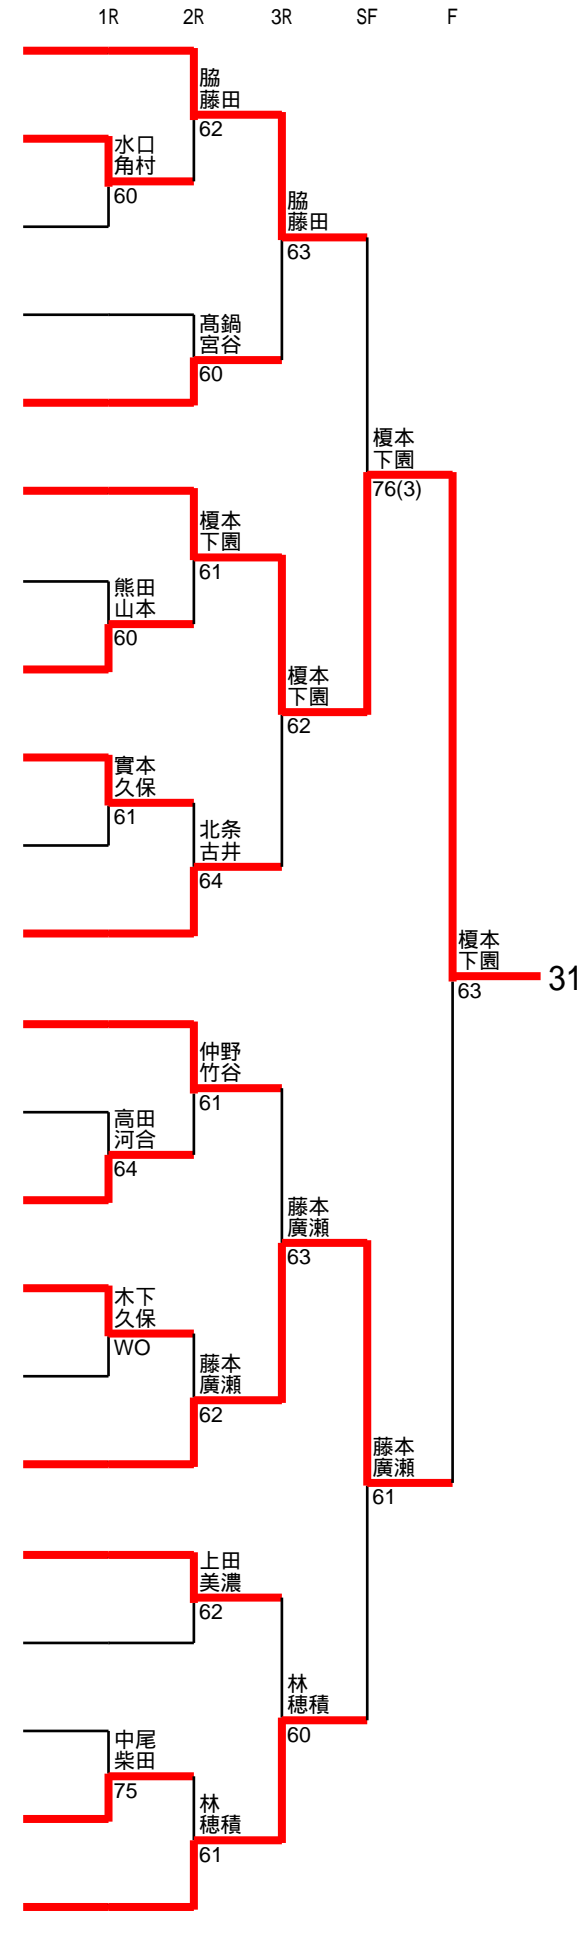 1R 2R 3R SF F
脇
藤田
62
水口
角村
60
脇
藤田
63
髙鍋
宮谷
60
榎本
下園
76(3)
榎本
下園
61
熊田
山本
60
榎本
下園
62
實本
久保
61
北条
古井
64
榎本
下園
63
31
仲野
竹谷
61
高田
河合
64
藤本
廣瀬
63
木下
久保
WO
藤本
廣瀬
62
藤本
廣瀬
61
上田
美濃
62
林
穂積
60
中尾
柴田
75
林
穂積
61